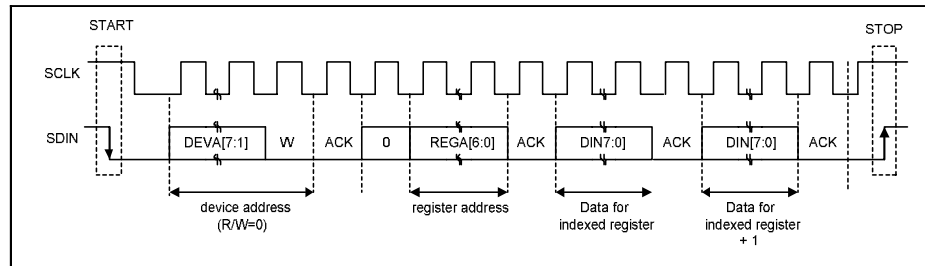 START
STOP
SCLK
SDIN
DEVA[7:1]
W
ACK
0
REGA[6:0]
ACK
DIN7:0]
ACK
DIN[7:0]
ACK
device address
(R/W=0)
register address
Data for
indexed register
Data for
indexed register
+ 1